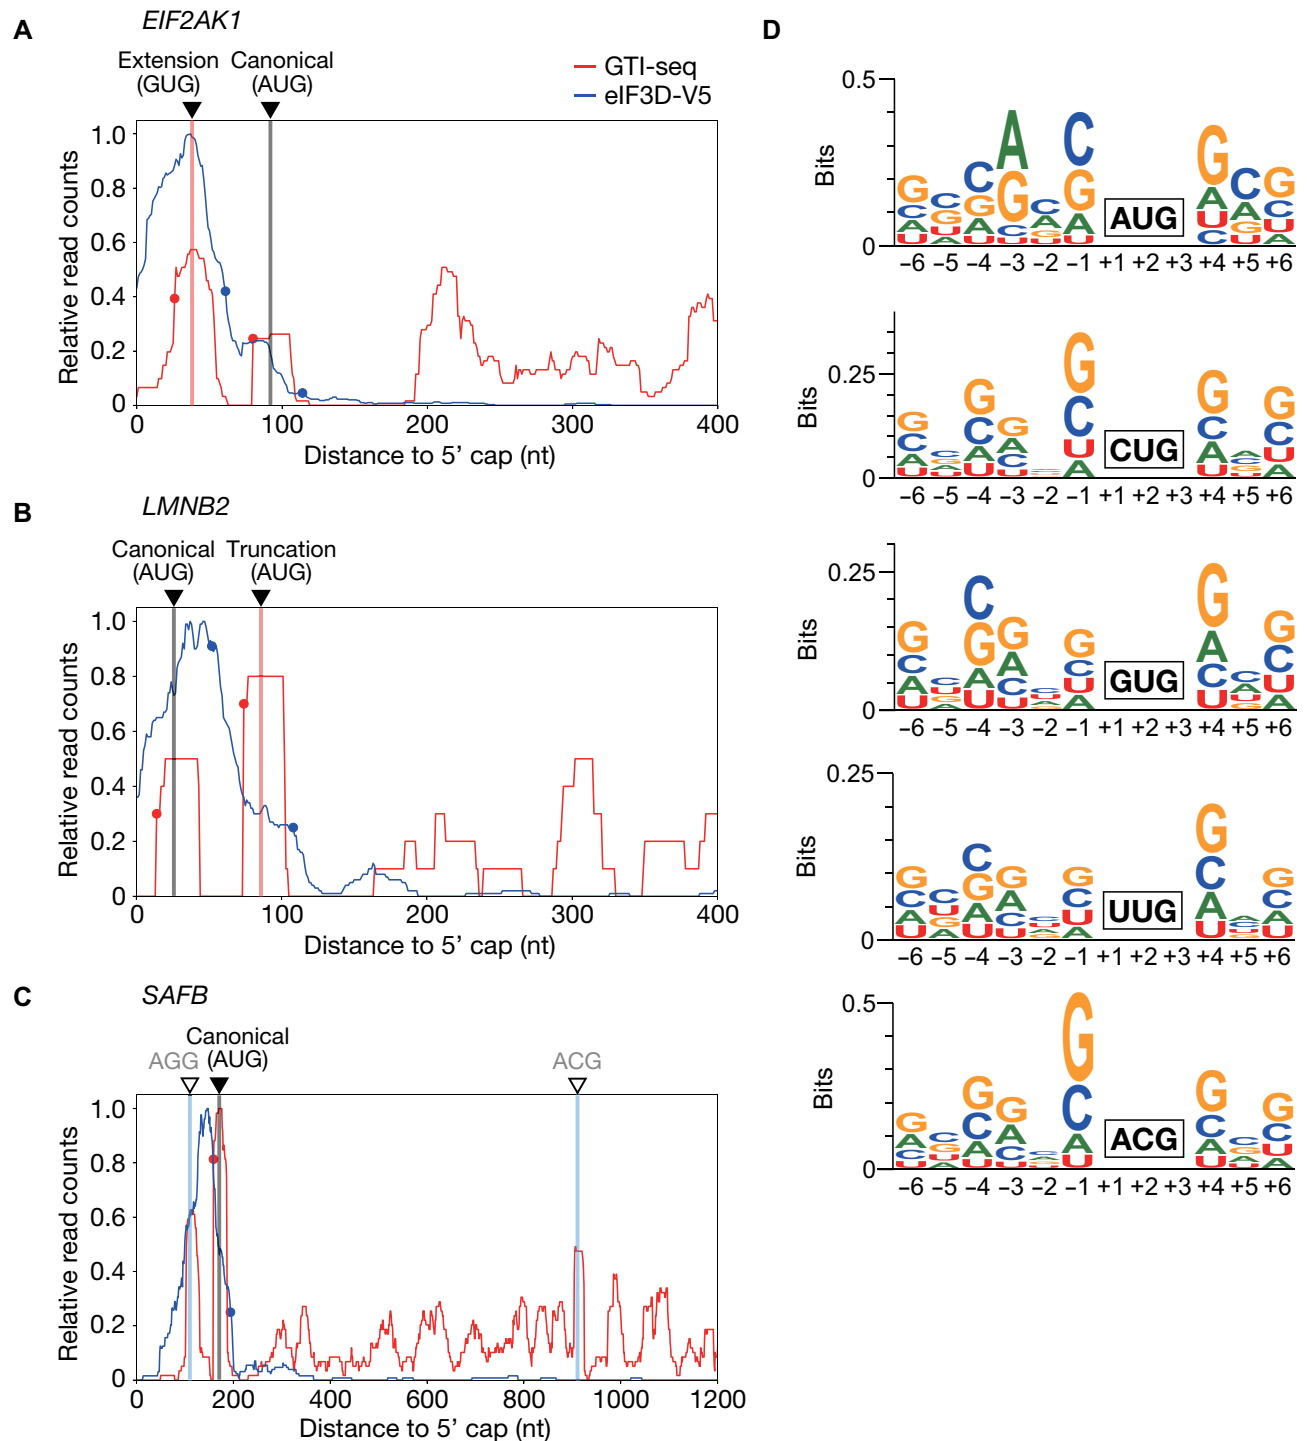 A
EIF2AK1
Extension Canonical
(GUG) (AUG)
GTI-seq
eIF3D-V5
Relative read counts
1.0
0.8
0.6
0.4
0.2
0
0 100 200 300 400
Distance to 5’ cap (nt)
B
LMNB2
Canonical Truncation
(AUG) (AUG)
Relative read counts
1.0
0.8
0.6
0.4
0.2
0
0 100 200 300 400
Distance to 5’ cap (nt)
C
SAFB
Canonical
AGG (AUG) ACG
Relative read counts
1.0
0.8
0.6
0.4
0.2
0
0 200 400 600 800 1000 1200
Distance to 5’ cap (nt)
D
Bits
0.5
0
AUG
−6 −5 −4 −3 −2 −1 +1 +2 +3 +4 +5 +6
Bits
0.25
0
CUG
−6 −5 −4 −3 −2 −1 +1 +2 +3 +4 +5 +6
Bits
0.25
0
GUG
−6 −5 −4 −3 −2 −1 +1 +2 +3 +4 +5 +6
Bits
0.25
0
UUG
−6 −5 −4 −3 −2 −1 +1 +2 +3 +4 +5 +6
Bits
0.5
0
ACG
−6 −5 −4 −3 −2 −1 +1 +2 +3 +4 +5 +6